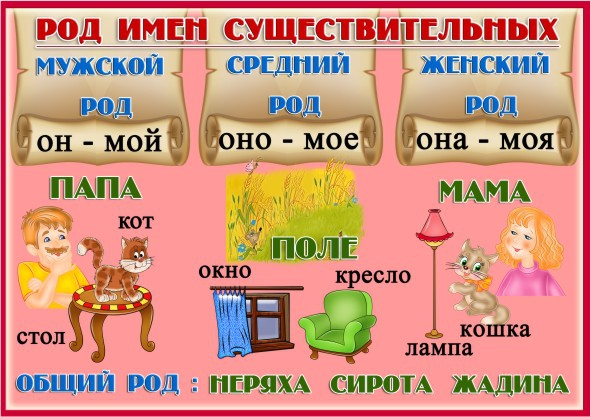 РОД ИМЕН СУЩЕСТВИТЕЛЬНЫХ
МУЖСКОЙ
РОД
он - мой
СРЕДНИЙ
РОД
оно - мое
ЖЕНСКИЙ
РОД
она - моя
ПАПА
кот
стол
ПОЛЕ
окно
кресло
МАМА
кошка
лампа
ОБЩИЙ РОД : НЕРЯХА СИРОТА ЖАДИНА